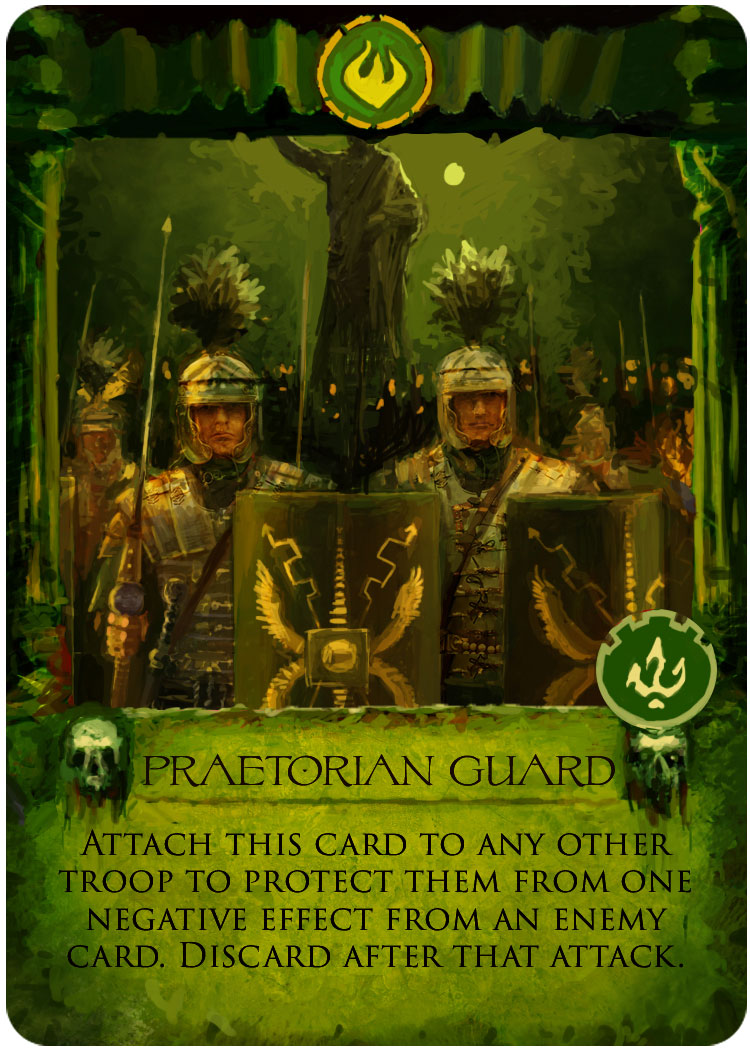 PRAETORIAN GUARD
ATTACH THIS CARD TO ANY OTHER
TROOP TO PROTECT THEM FROM ONE
NEGATIVE EFFECT FROM AN ENEMY
CARD. DISCARD AFTER THAT ATTACK.